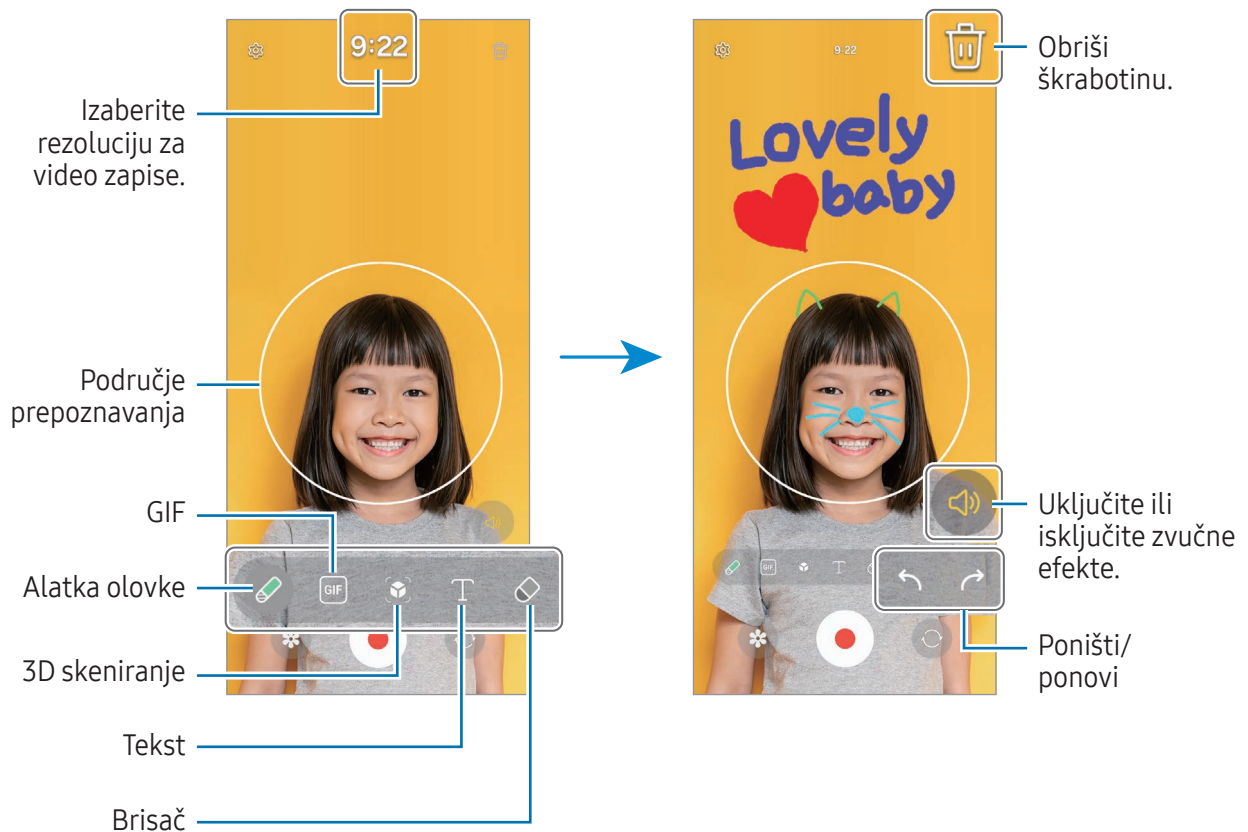 9:22
Izaberite
rezoluciju za
video zapise.
Područje
prepoznavanja
GIF
Alatka olovke
GIF
3D skeniranje
Tekst
Brisač
9:22
Obriši
škrabotinu.
Lovely
baby
Uključite ili
isključite zvučne
efekte.
GIF
Poništi/
ponovi